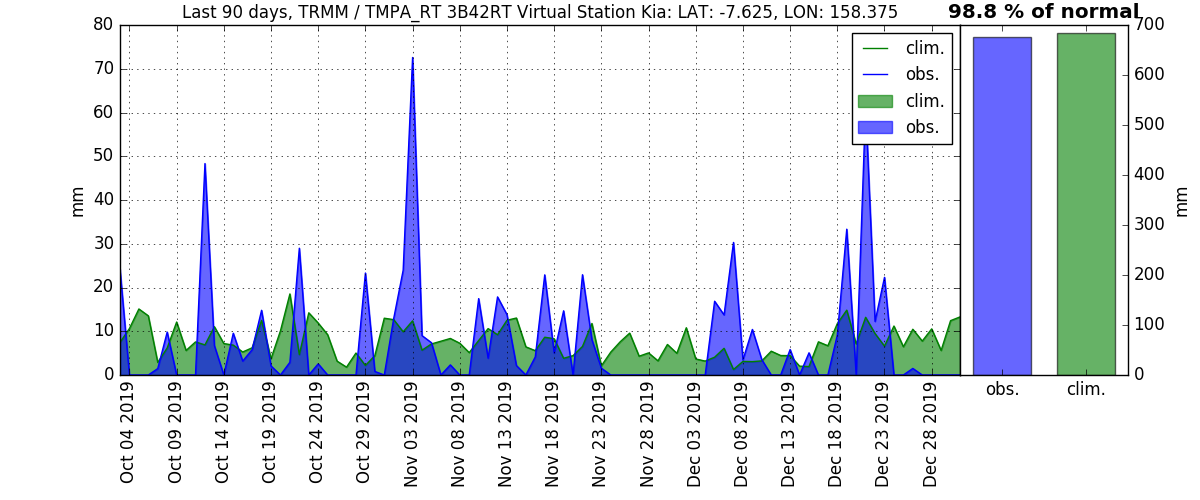 Last 90 days, TRMM / TMPA_RT 3B42RT Virtual Station Kia: LAT: -7.625, LON: 158.375
98.8 % of normal
80
70
60
50
40
30
20
10
0
mm
clim.
obs.
clim.
obs.
700
600
500
400
300
200
100
0
mm
obs.
clim.
Oct 04 2019
Oct 09 2019
Oct 14 2019
Oct 19 2019
Oct 24 2019
Oct 29 2019
Nov 03 2019
Nov 08 2019
Nov 13 2019
Nov 18 2019
Nov 23 2019
Nov 28 2019
Dec 03 2019
Dec 08 2019
Dec 13 2019
Dec 18 2019
Dec 23 2019
Dec 28 2019